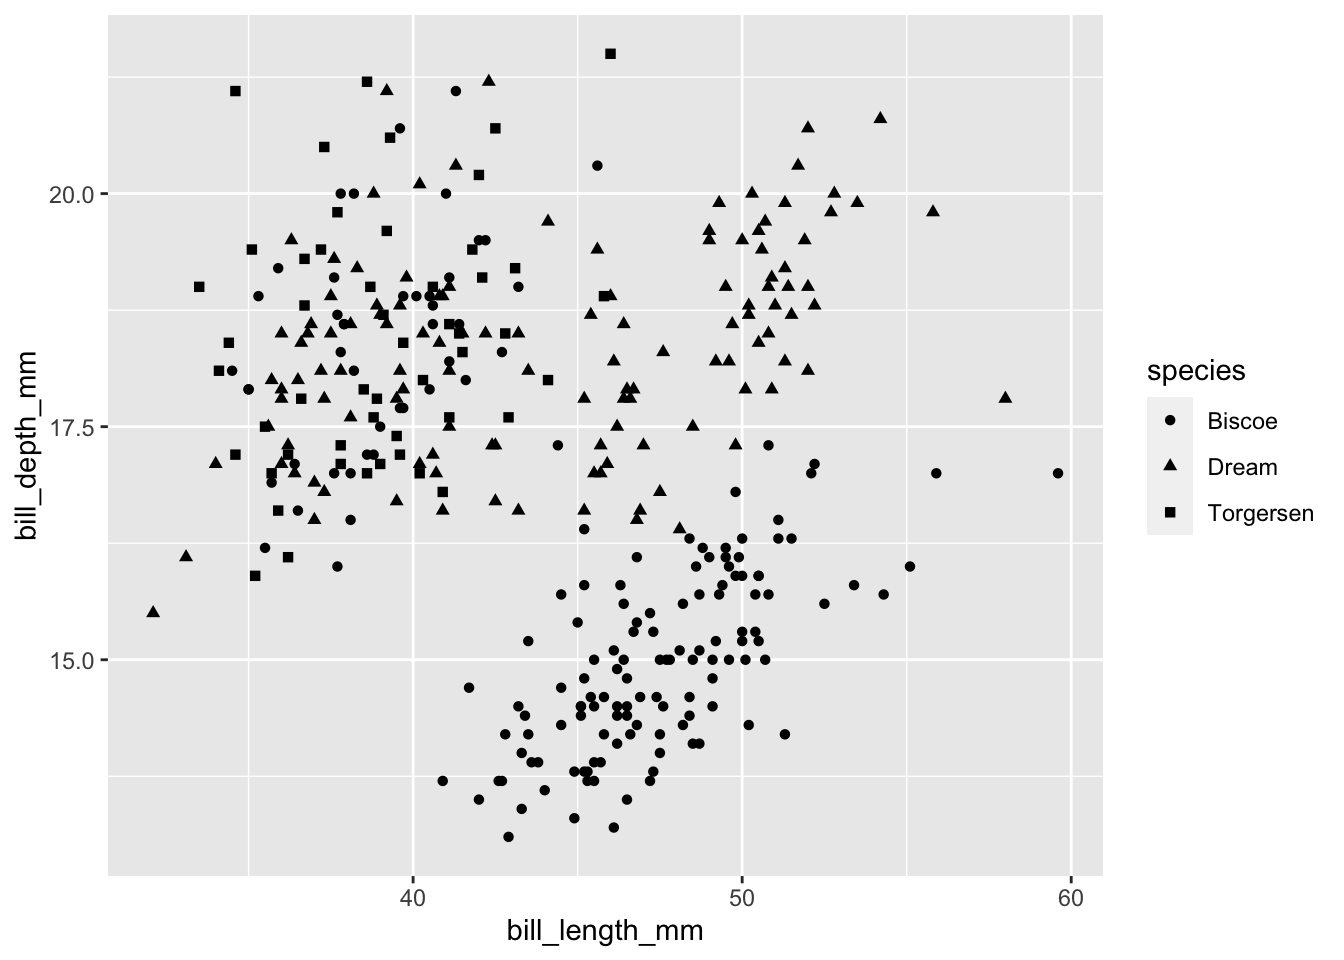 20.0
17.5
15.0
bill_depth_mm
40
50
60
bill_length_mm
species
Biscoe
Dream
Torgersen